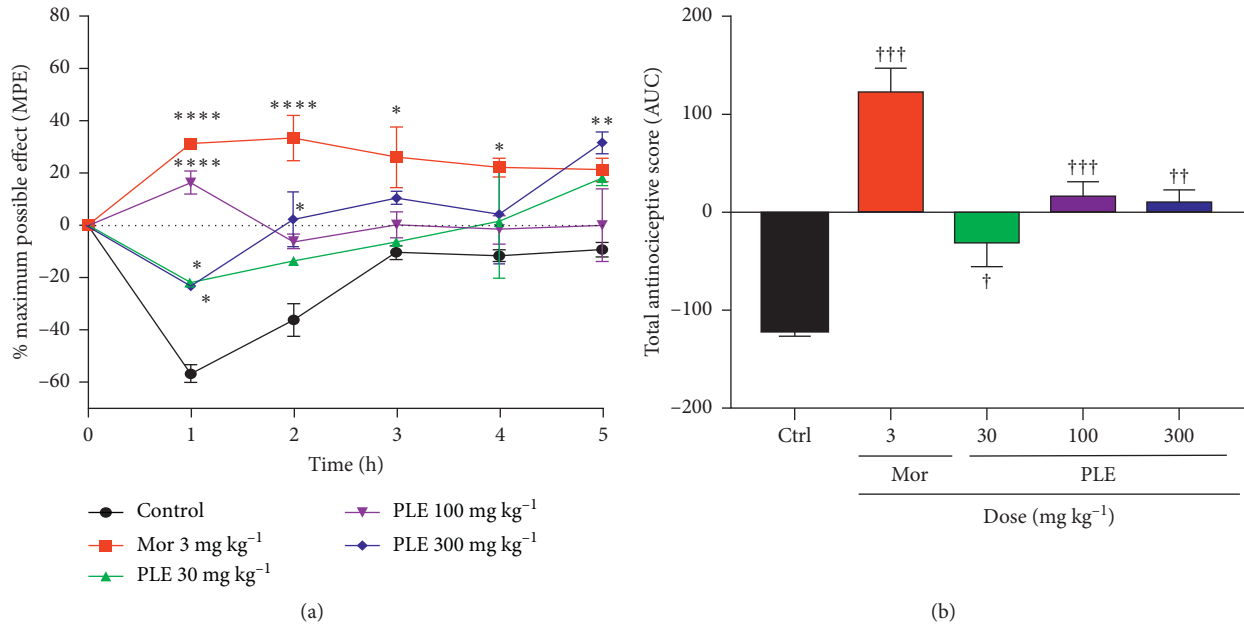 80
60
40
20
0
−20
−40
−60
% maximum possible effect (MPE)
****
****
****
*
*
**
*
*
*
0
1
2
3
4
5
Time (h)
Control
Mor 3 mg kg⁻¹
PLE 30 mg kg⁻¹
PLE 100 mg kg⁻¹
PLE 300 mg kg⁻¹
(a)
200
100
0
−100
−200
Total antinociceptive score (AUC)
†††
†
†††
††
Ctrl
3
30
100
300
Mor
PLE
Dose (mg kg⁻¹)
(b)